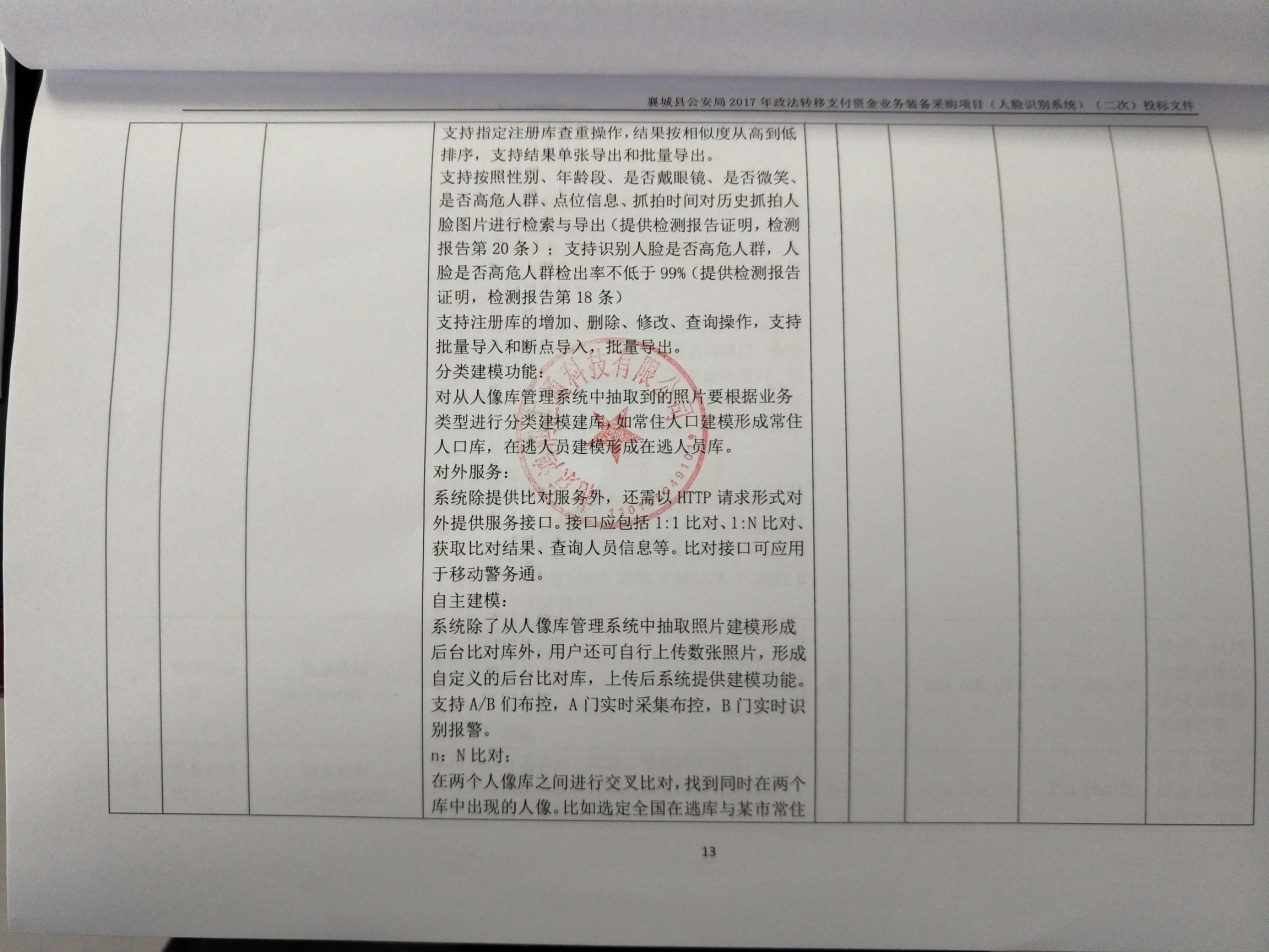 襄城县公安局 2017 年政法转移支付资金业务装备采购项目（人脸识别系统）（二次）投标文件
支持指定注册库查重操作，结果按相似度从高到低
排序，支持结果单张导出和批量导出。
支持按照性别、年龄段、是否戴眼镜、是否微笑、
是否高危人群、点位信息、抓拍时间对历史抓拍人
脸图片进行检索与导出（提供检测报告证明，检测
报告第 20 条）；支持识别人脸是否高危人群，人
脸是否高危人群检出率不低于 99%（提供检测报告
证明，检测报告第 18 条）
支持注册库的增加、删除、修改、查询操作，支持
批量导入和断点导入，批量导出。
分类建模功能：
对从人像库管理系统中抽取到的照片要根据业务
类型进行分类建模建库，如常住人口建模形成常住
人口库，在逃人员建模形成在逃人员库。
对外服务：
系统除提供比对服务外，还需以 HTTP 请求形式对
外提供服务接口。接口应包括 1:1 比对、1:N 比对、
获取比对结果、查询人员信息等。比对接口可应用
于移动警务通。
自主建模：
系统除了从人像库管理系统中抽取照片建模形成
后台比对库外，用户还可自行上传数张照片，形成
自定义的后台比对库，上传后系统提供建模功能。
支持 A/B 们布控，A 门实时采集布控，B 门实时识
别报警。
n：N 比对；
在两个人像库之间进行交叉比对，找到同时在两个
库中出现的人像。比如选定全国在逃库与某市常住
科技有限公司
13